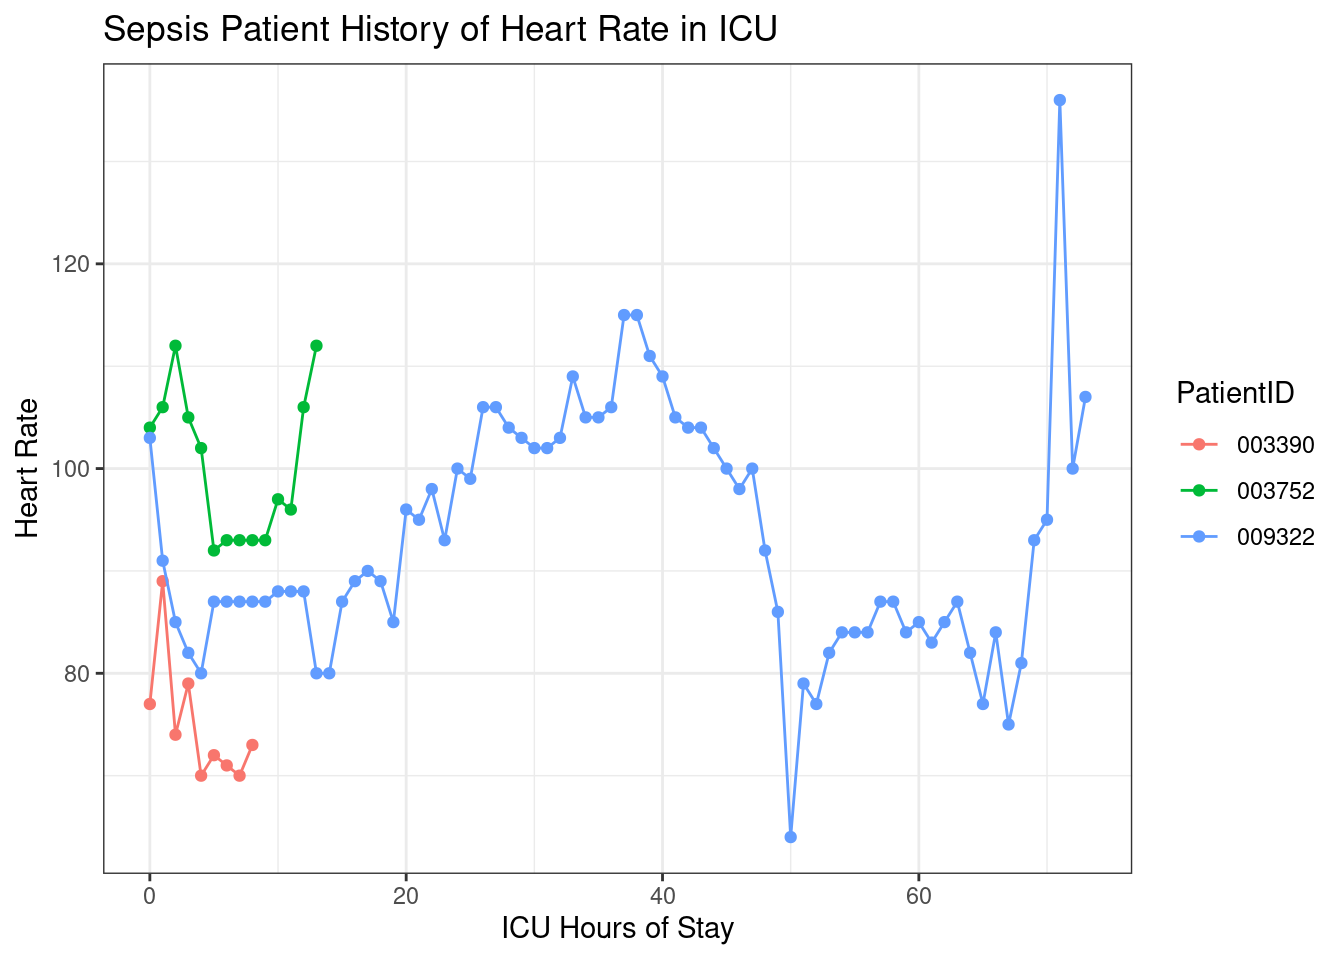 Sepsis Patient History of Heart Rate in ICU
120
100
80
Heart Rate
0 20 40 60
ICU Hours of Stay
PatientID
003390
003752
009322